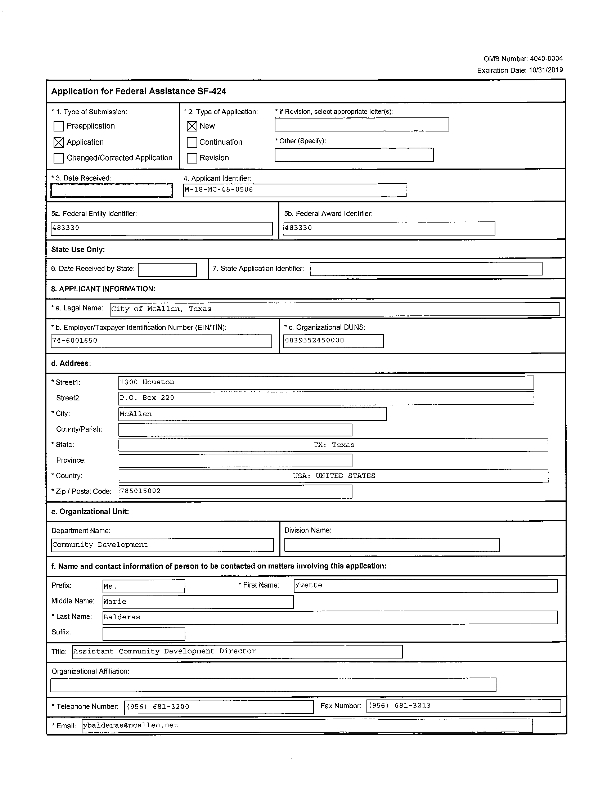 OMB Number: 4040-0004
Expiration Date: 10/31/2019
Application for Federal Assistance SF-424
* 1. Type of Submission: * 2. Type of Application: * If Revision, select appropriate letter(s):
Preapplication New
Application Continuation * Other (Specify):
Changed/Corrected Application Revision
* 3. Date Received: 4. Applicant Identifier:
M-18-MC-48-0506
5a. Federal Entity Identifier: 5b. Federal Award Identifier:
483330 483330
State Use Only:
6. Date Received by State: 7. State Application Identifier:
8. APPLICANT INFORMATION:
* a. Legal Name: City of McAllen, Texas
* b. Employer/Taxpayer Identification Number (EIN/TIN): * c. Organizational DUNS:
d. Address:
* Street1: 1300 Houston
Street2: P.O. Box 220
* City: McAllen
County/Parish:
* State: TX: Texas
Province:
* Country: USA: UNITED STATES
* Zip / Postal Code:
e. Organizational Unit:
Department Name: Division Name:
Community Development
f. Name and contact information of person to be contacted on matters involving this application:
Prefix: Ms. * First Name: Yvette
Middle Name: Marie
* Last Name: Balderas
Suffix:
Title: Assistant Community Development Director
Organizational Affiliation:
* Telephone Number: (956) 681-3200 Fax Number: (956) 681-3213
* Email: ybalderas@mcallen.net